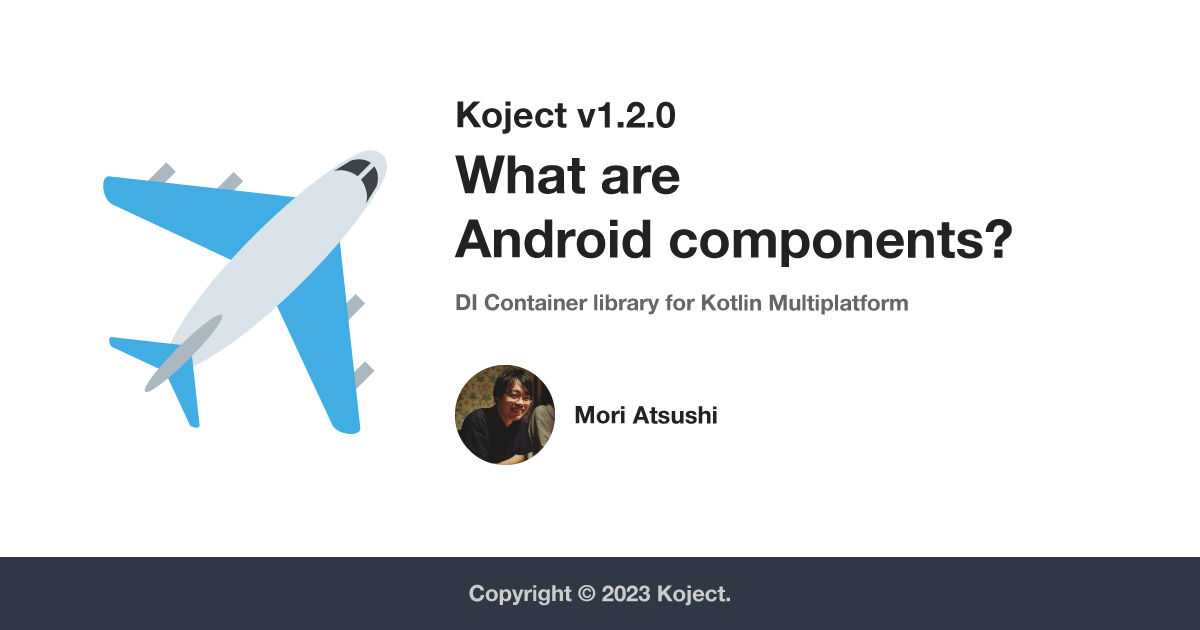 Koject v1.2.0
What are
Android components?
DI Container library for Kotlin Multiplatform
Mori Atsushi
Copyright © 2023 Koject.